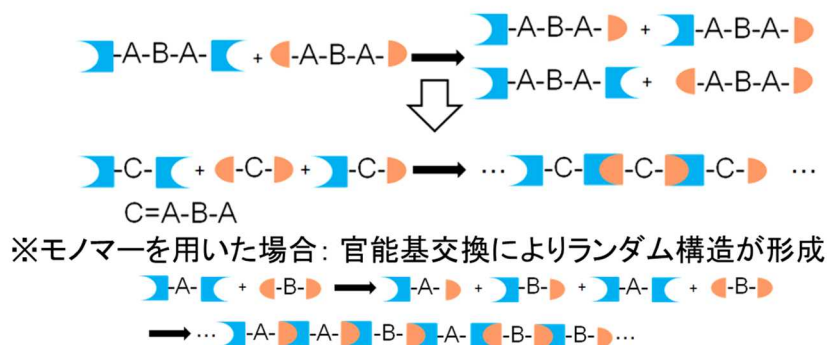 -A-B-A- + -A-B-A- -A-B-A- + -A-B-A-
-A-B-A- + -A-B-A-
-C- + -C- + -C- … -C- -C- -C- …
C=A-B-A
※モノマーを用いた場合: 官能基交換によりランダム構造が形成
-A- + -B- -A- + -B- + -A- + -B-
… -A- -A- -B- -A- -B- -B- …